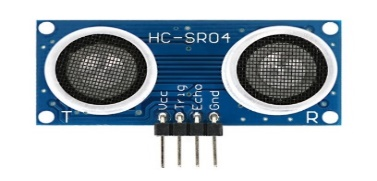 HC-SR04
Vcc
Trig
Echo
Gnd
T
R